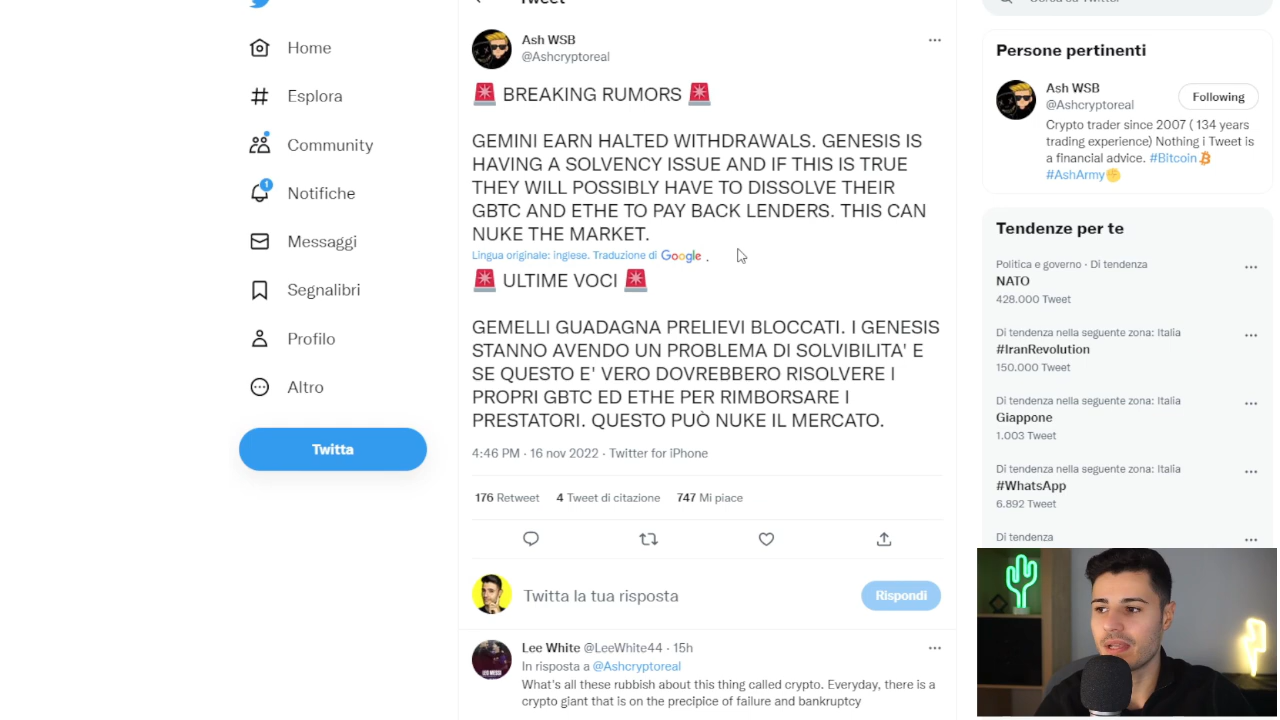 Tweet
Home
Esplora
Community
1
Notifiche
Messaggi
Segnalibri
Profilo
Altro
Twitta
Ash WSB
@Ashcryptoreal
🚨 BREAKING RUMORS 🚨
GEMINI EARN HALTED WITHDRAWALS. GENESIS IS
HAVING A SOLVENCY ISSUE AND IF THIS IS TRUE
THEY WILL POSSIBLY HAVE TO DISSOLVE THEIR
GBTC AND ETHE TO PAY BACK LENDERS. THIS CAN
NUKE THE MARKET.
Lingua originale: inglese. Traduzione di Google .
🚨 ULTIME VOCI 🚨
GEMELLI GUADAGNA PRELIEVI BLOCCATI. I GENESIS
STANNO AVENDO UN PROBLEMA DI SOLVIBILITA' E
SE QUESTO E' VERO DOVREBBERO RISOLVERE I
PROPRI GBTC ED ETHE PER RIMBORSARE I
PRESTATORI. QUESTO PUÒ NUKE IL MERCATO.
4:46 PM · 16 nov 2022 · Twitter for iPhone
176 Retweet 4 Tweet di citazione 747 Mi piace
Twitta la tua risposta
Rispondi
Lee White @LeeWhite44 · 15h
In risposta a @Ashcryptoreal
What's all these rubbish about this thing called crypto. Everyday, there is a
crypto giant that is on the precipice of failure and bankruptcy
Cerca su Twitter
Persone pertinenti
Ash WSB
@Ashcryptoreal
Following
Crypto trader since 2007 ( 134 years
trading experience) Nothing i Tweet is
a financial advice. #Bitcoin
#AshArmy✊
Tendenze per te
Politica e governo · Di tendenza
NATO
428.000 Tweet
Di tendenza nella seguente zona: Italia
#IranRevolution
150.000 Tweet
Di tendenza nella seguente zona: Italia
Giappone
1.003 Tweet
Di tendenza nella seguente zona: Italia
#WhatsApp
6.892 Tweet
Di tendenza